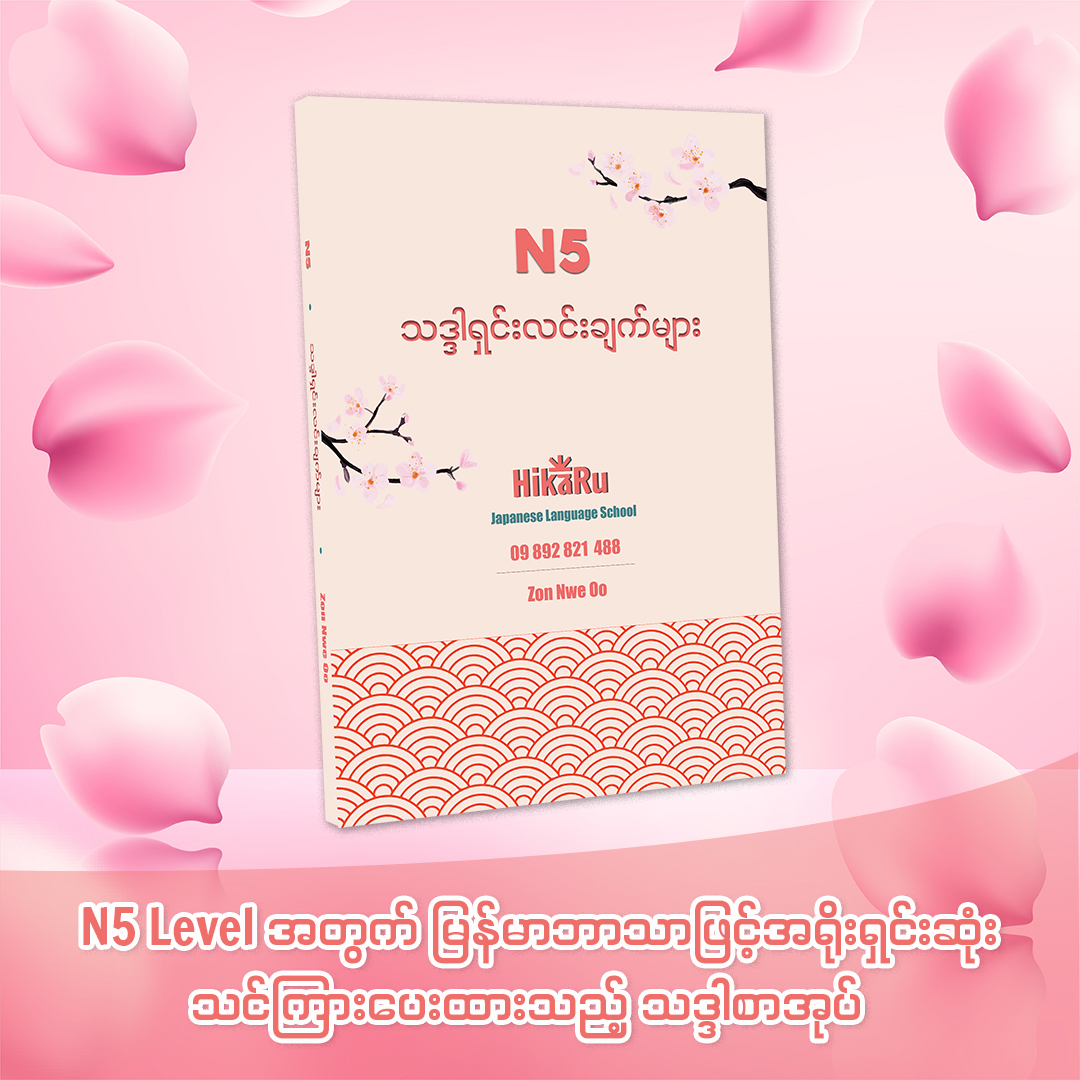 N5
သဒ္ဒါရှင်းလင်းချက်များ
HikaRu
Japanese Language School
09 892 821 488
Zon Nwe Oo
N5 • သဒ္ဒါရှင်းလင်းချက်များ • Zon Nwe Oo
N5 Level အတွက် မြန်မာဘာသာဖြင့်အရိုးရှင်းဆုံး
သင်ကြားပေးထားသည့် သဒ္ဒါစာအုပ်